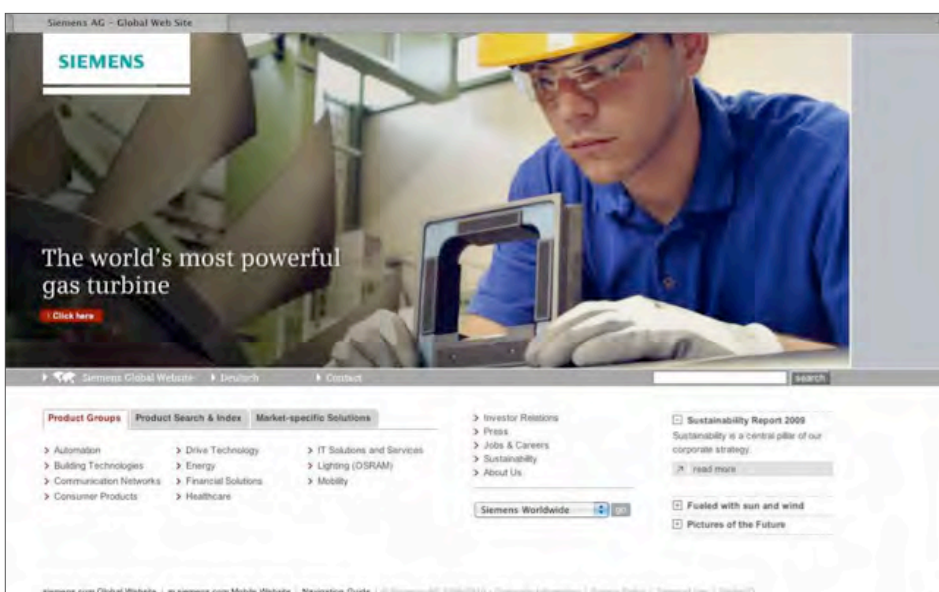 Siemens AG – Global Web Site
SIEMENS
The world's most powerful
gas turbine
Click here
Siemens Global Website Deutsch Contact search
Product Groups Product Search & Index Market-specific Solutions
Automation
Building Technologies
Communication Networks
Consumer Products
Drive Technology
Energy
Financial Solutions
Healthcare
IT Solutions and Services
Lighting (OSRAM)
Mobility
Investor Relations
Press
Jobs & Careers
Sustainability
About Us
Siemens Worldwide go
Sustainability Report 2009
Sustainability is a central pillar of our
corporate strategy.
read more
Fueled with sun and wind
Pictures of the Future
siemens.com Global Website | m.siemens.com Mobile Website | Navigation Guide